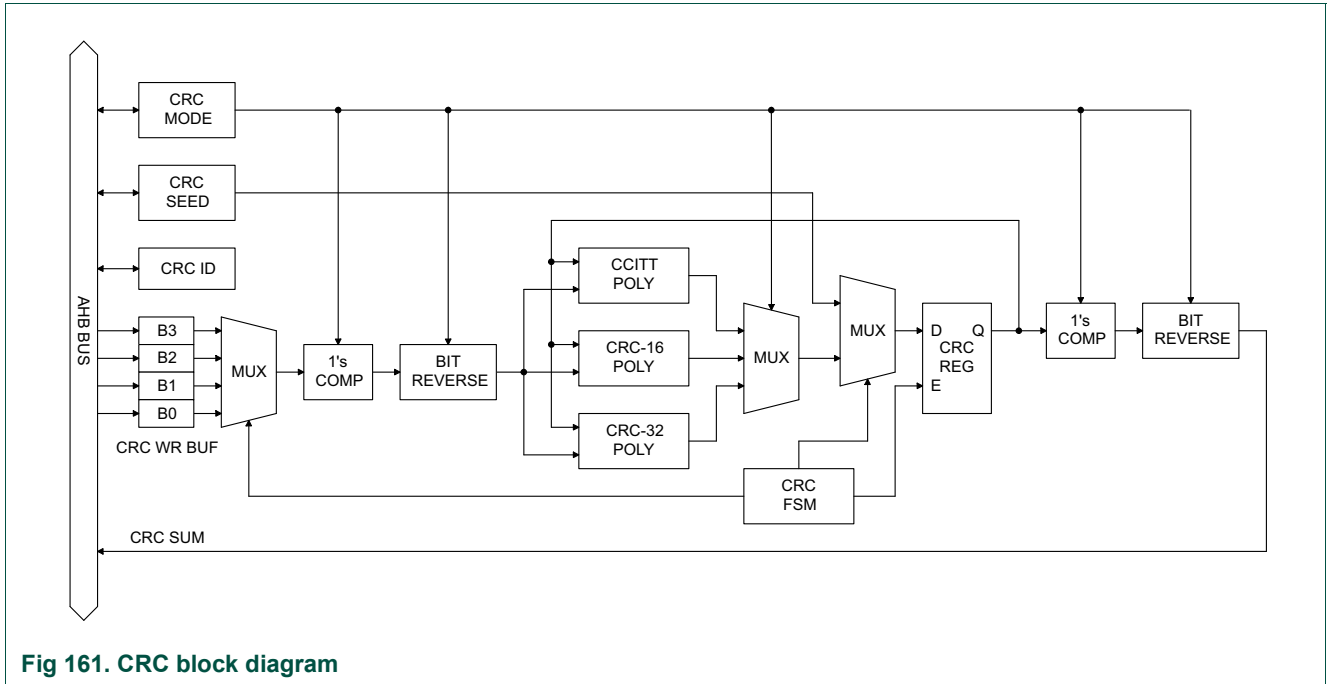 CRC
MODE
CRC
SEED
CRC ID
AHB BUS
B3
B2
B1
B0
CRC WR BUF
MUX
1's
COMP
BIT
REVERSE
CCITT
POLY
CRC-16
POLY
CRC-32
POLY
MUX
MUX
D Q
CRC
REG
E
1's
COMP
BIT
REVERSE
CRC
FSM
CRC SUM
Fig 161. CRC block diagram